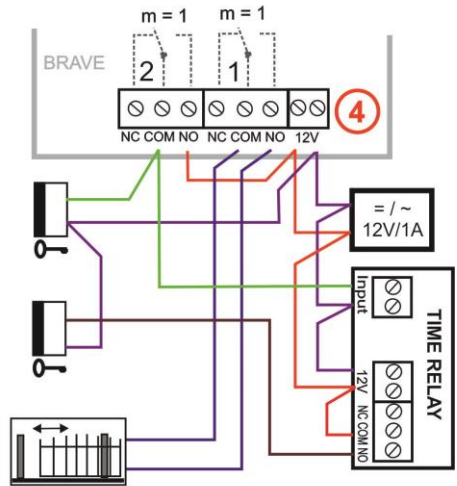 m = 1
m = 1
BRAVE
2
1
4
NC COM NO
NC COM NO
12V
= / ~
12V/1A
Input
TIME RELAY
12V
NC COM NO